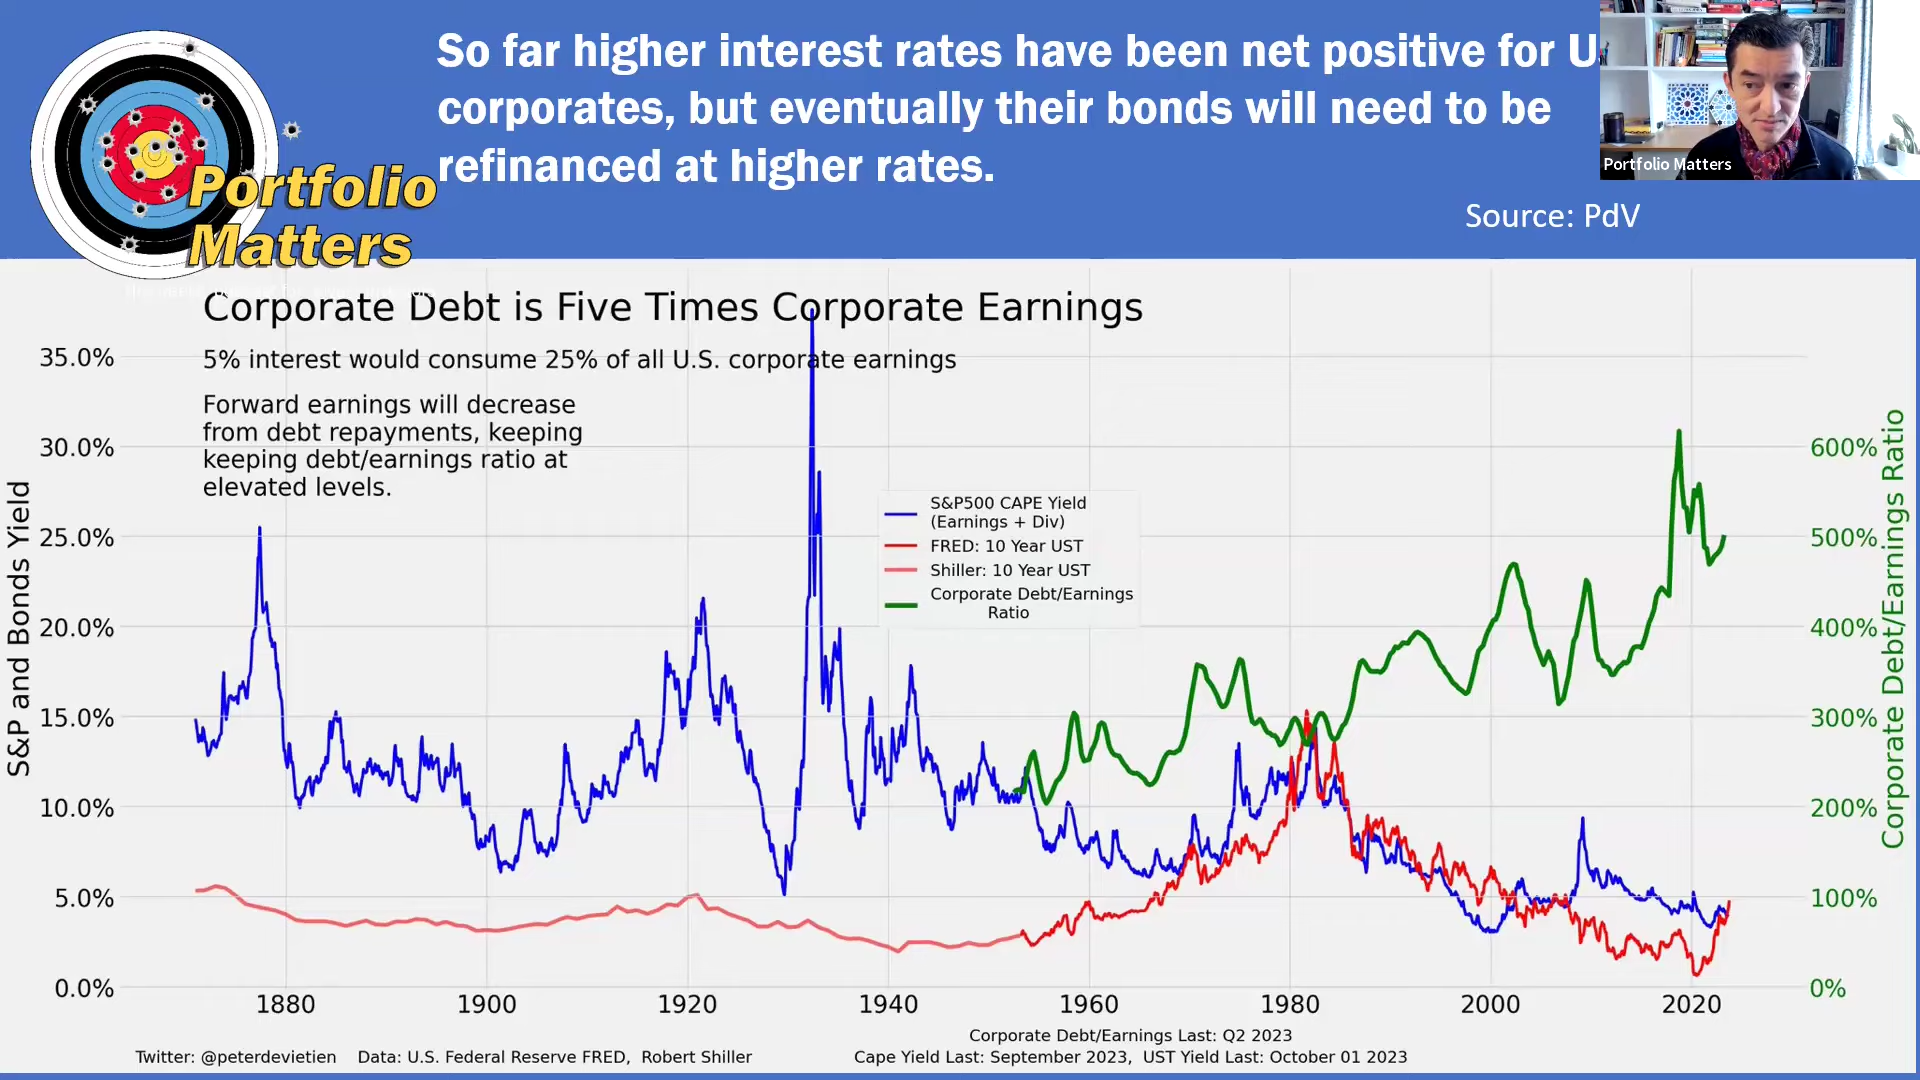 So far higher interest rates have been net positive for U
corporates, but eventually their bonds will need to be
refinanced at higher rates.
Portfolio Matters
Portfolio
Matters
Source: PdV
Corporate Debt is Five Times Corporate Earnings
5% interest would consume 25% of all U.S. corporate earnings
Forward earnings will decrease
from debt repayments, keeping
keeping debt/earnings ratio at
elevated levels.
S&P and Bonds Yield
35.0%
30.0%
25.0%
20.0%
15.0%
10.0%
5.0%
0.0%
S&P500 CAPE Yield
(Earnings + Div)
FRED: 10 Year UST
Shiller: 10 Year UST
Corporate Debt/Earnings
Ratio
600%
500%
400%
300%
200%
100%
0%
Corporate Debt/Earnings Ratio
1880 1900 1920 1940 1960 1980 2000 2020
Corporate Debt/Earnings Last: Q2 2023
Twitter: @peterdevietien Data: U.S. Federal Reserve FRED, Robert Shiller Cape Yield Last: September 2023, UST Yield Last: October 01 2023